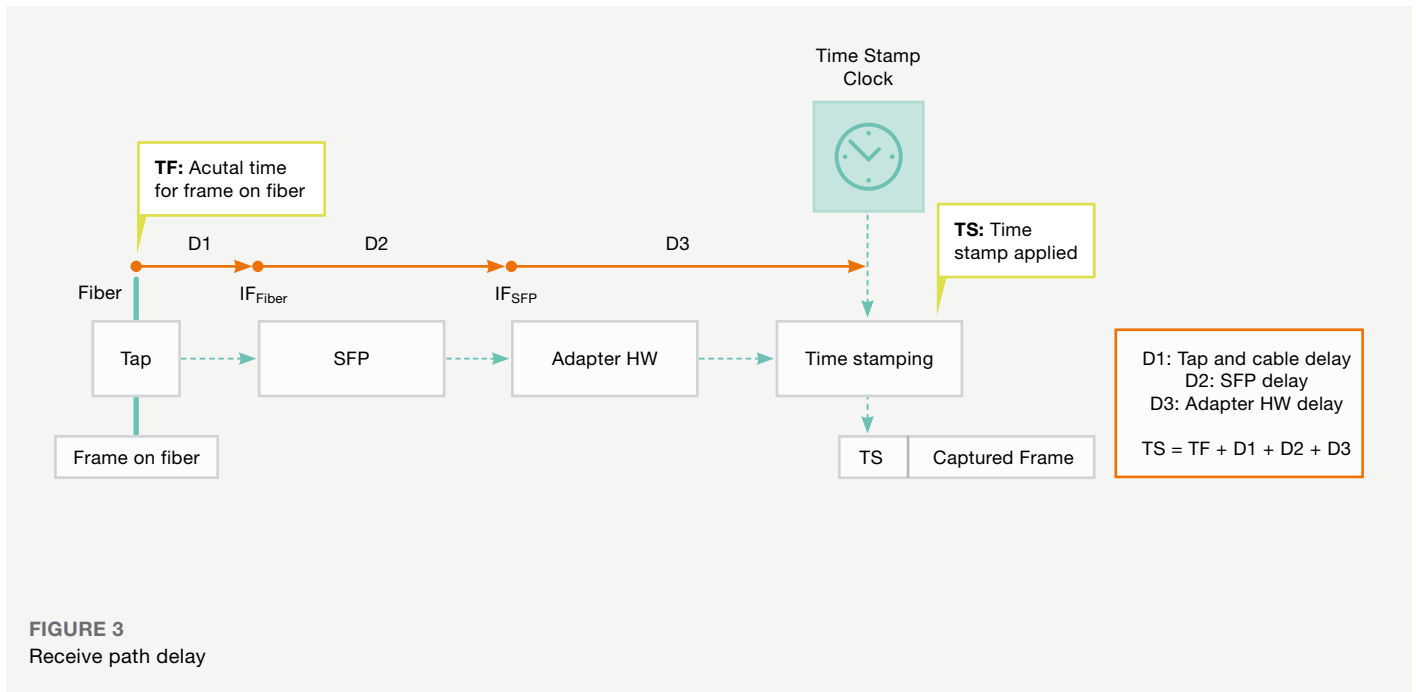 Time Stamp
Clock
TF: Acutal time
for frame on fiber
TS: Time
stamp applied
D1
D2
D3
Fiber
IFFiber
IFSFP
Tap
SFP
Adapter HW
Time stamping
D1: Tap and cable delay
D2: SFP delay
D3: Adapter HW delay
TS = TF + D1 + D2 + D3
Frame on fiber
TS
Captured Frame
FIGURE 3
Receive path delay